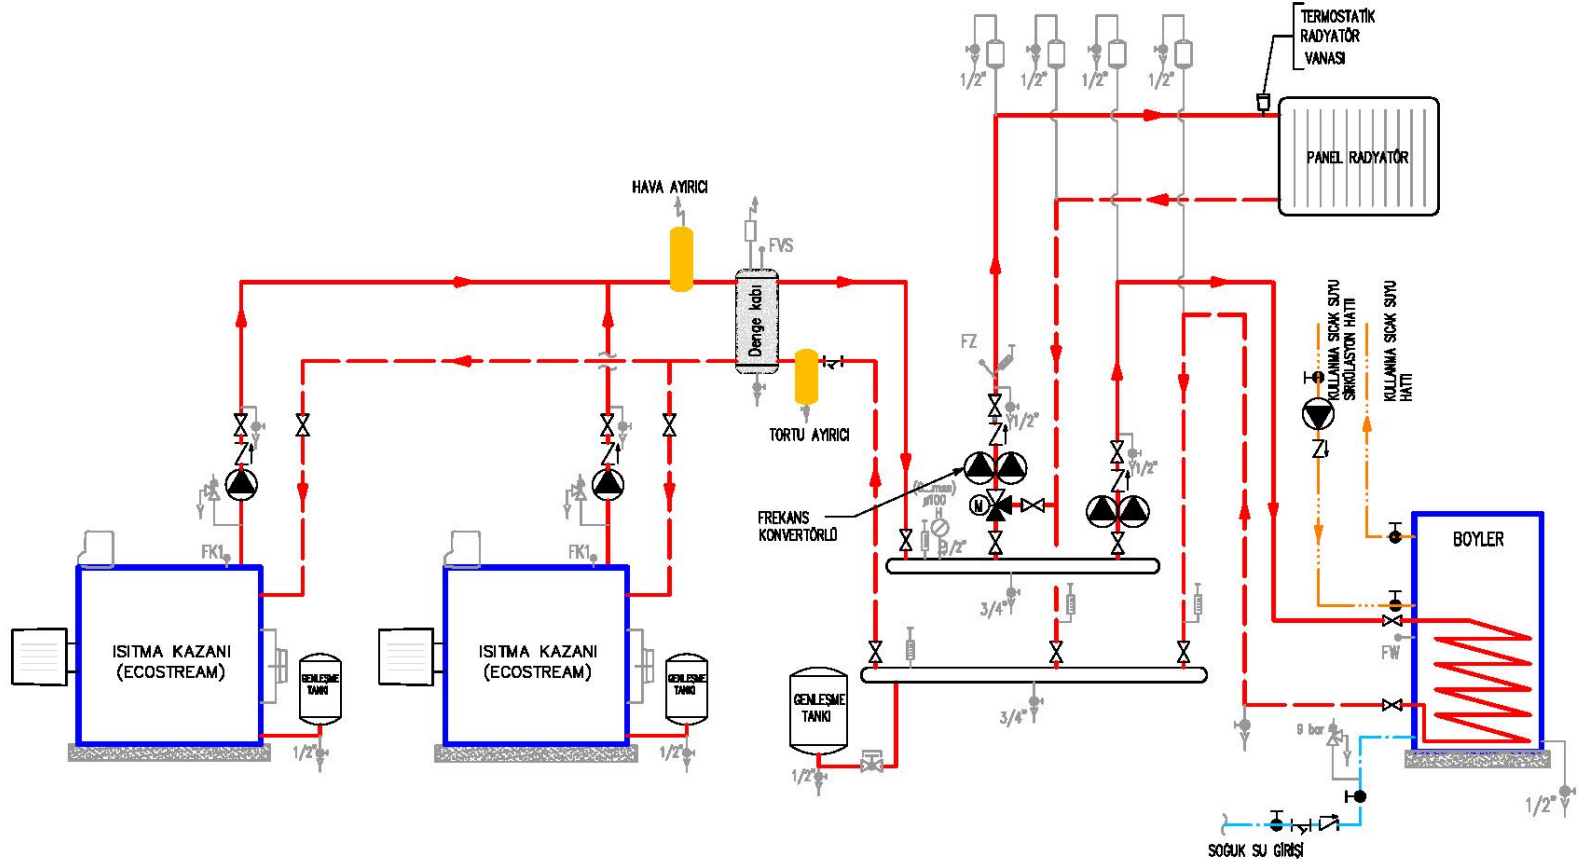 TERMOSTATİK
RADYATÖR
VANASI
1/2"
1/2"
1/2"
1/2"
PANEL RADYATÖR
HAVA AYIRICI
FVS
Denge kabı
TORTU AYIRICI
FZ
1/2"
1/2"
KULLANMA SICAK SUYU
SİRKÜLASYON HATTI
KULLANMA SICAK SUYU
HATTI
FREKANS
KONVERTÖRLÜ
M
ø100
H
1/2"
FK1
FK1
BOYLER
ISITMA KAZANI
(ECOSTREAM)
ISITMA KAZANI
(ECOSTREAM)
GENLEŞME
TANKI
GENLEŞME
TANKI
GENLEŞME
TANKI
3/4"
3/4"
FW
9 bar
1/2"
1/2"
1/2"
1/2"
SOĞUK SU GİRİŞİ